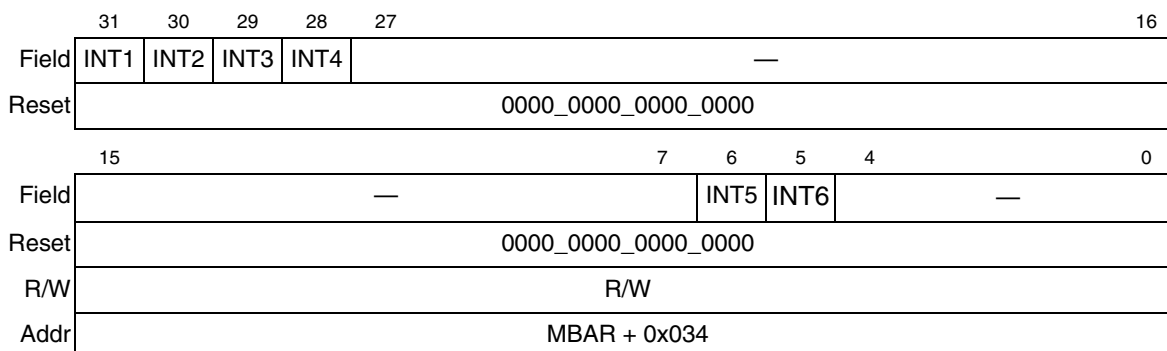 31 30 29 28 27 16
Field INT1 INT2 INT3 INT4 —
Reset 0000_0000_0000_0000
15 7 6 5 4 0
Field — INT5 INT6 —
Reset 0000_0000_0000_0000
R/W R/W
Addr MBAR + 0x034